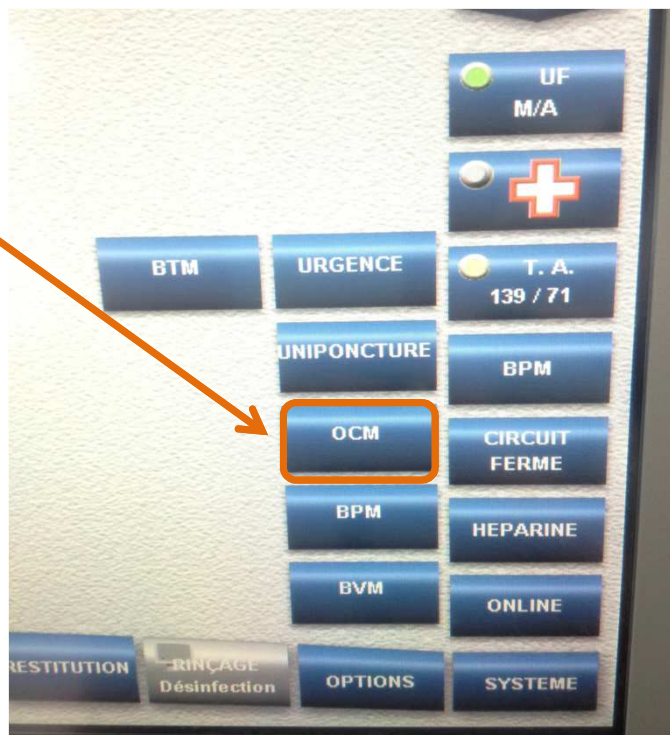 UF
M/A
BTM
URGENCE
T. A.
139 / 71
UNIPONCTURE
BPM
OCM
CIRCUIT
FERME
BPM
HEPARINE
BVM
ONLINE
RESTITUTION
RINÇAGE
Désinfection
OPTIONS
SYSTEME